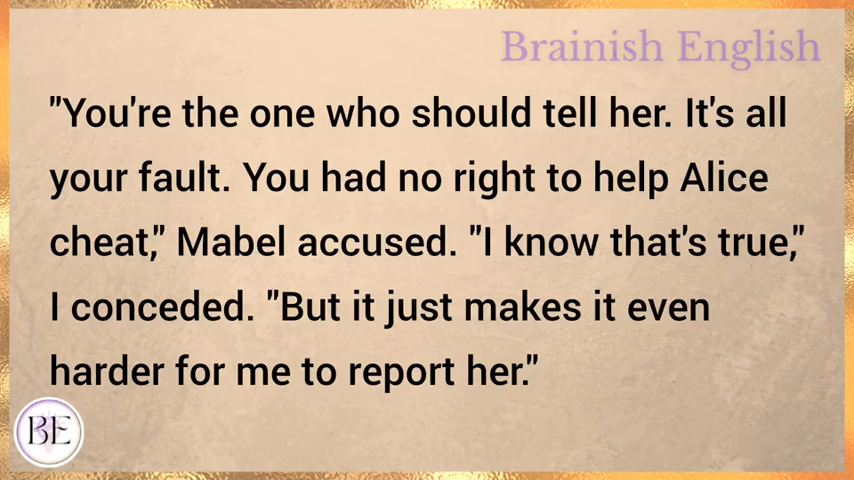 Brainish English
"You're the one who should tell her. It's all
your fault. You had no right to help Alice
cheat," Mabel accused. "I know that's true,"
I conceded. "But it just makes it even
harder for me to report her."
BE